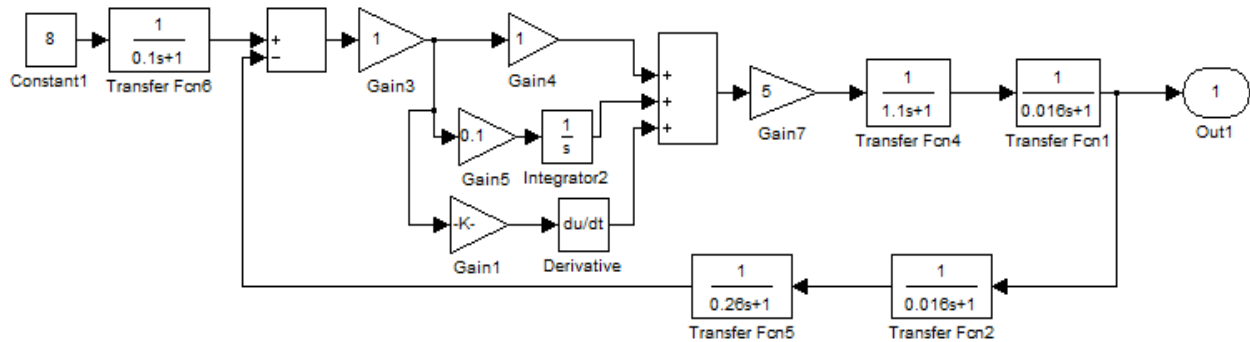 8
Constant1
1
0.1s+1
Transfer Fcn6
+
−
1
Gain3
1
Gain4
0.1
Gain5
1
s
Integrator2
-K-
Gain1
du/dt
Derivative
+
+
+
5
Gain7
1
1.1s+1
Transfer Fcn4
1
0.016s+1
Transfer Fcn1
1
Out1
1
0.26s+1
Transfer Fcn5
1
0.016s+1
Transfer Fcn2